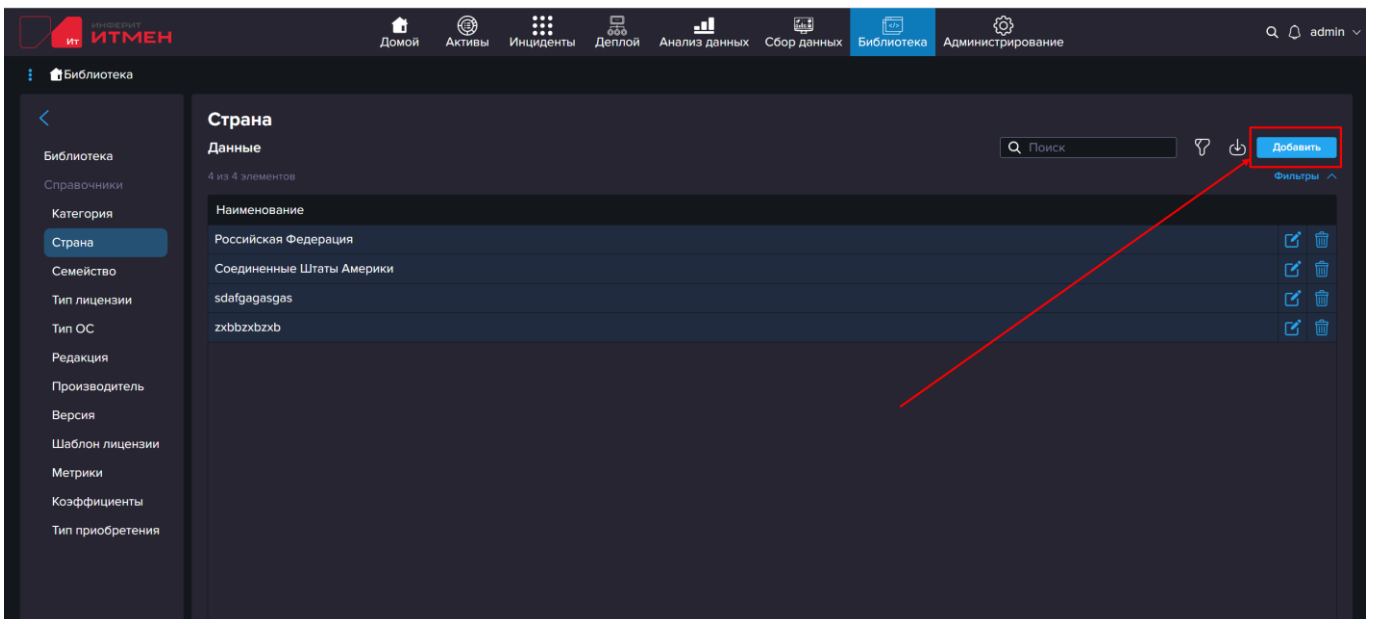 ИНФЕРИТ
ИТ ИТМЕН
Домой Активы Инциденты Деплой Анализ данных Сбор данных Библиотека Администрирование admin
Библиотека
Библиотека
Справочники
Категория
Страна
Семейство
Тип лицензии
Тип ОС
Редакция
Производитель
Версия
Шаблон лицензии
Метрики
Коэффициенты
Тип приобретения
Страна
Данные
Поиск Добавить
4 из 4 элементов Фильтры
Наименование
Российская Федерация
Соединенные Штаты Америки
sdafgagasgas
zxbbzxbzxb